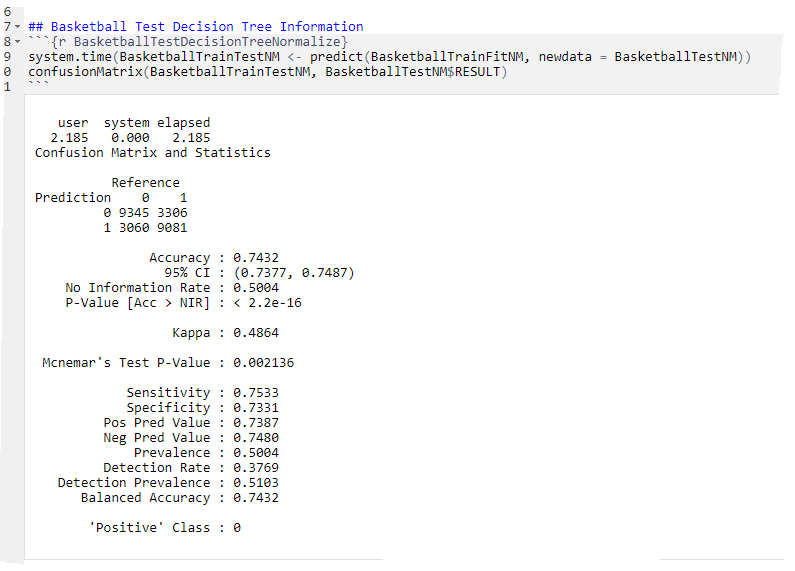 6
7 ## Basketball Test Decision Tree Information
8 ```{r BasketballTestDecisionTreeNormalize}
9 system.time(BasketballTrainTestNM <- predict(BasketballTrainFitNM, newdata = BasketballTestNM))
0 confusionMatrix(BasketballTrainTestNM, BasketballTestNM$RESULT)
1 ```
user system elapsed
2.185 0.000 2.185
Confusion Matrix and Statistics
Reference
Prediction 0 1
0 9345 3306
1 3060 9081
Accuracy : 0.7432
95% CI : (0.7377, 0.7487)
No Information Rate : 0.5004
P-Value [Acc > NIR] : < 2.2e-16
Kappa : 0.4864
Mcnemar's Test P-Value : 0.002136
Sensitivity : 0.7533
Specificity : 0.7331
Pos Pred Value : 0.7387
Neg Pred Value : 0.7480
Prevalence : 0.5004
Detection Rate : 0.3769
Detection Prevalence : 0.5103
Balanced Accuracy : 0.7432
'Positive' Class : 0